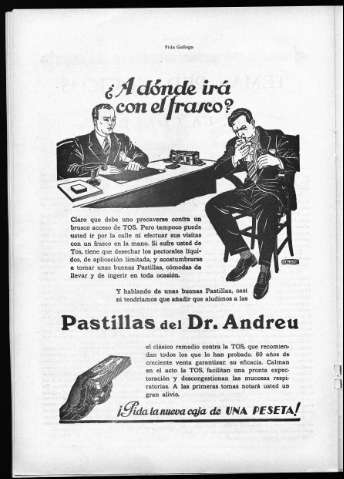 Vida Gallega
¿A dónde irá
con el frasco?
Claro que debe uno precaverse contra un
brusco acceso de TOS. Pero tampoco puede
usted ir por la calle ni efectuar sus visitas
con un frasco en la mano. Si sufre usted de
Tos, tiene que desechar los pectorales líqui-
dos, de aplicación limitada, y acostumbrarse
a tomar unas buenas Pastillas, cómodas de
llevar y de ingerir en toda ocasión.
Y hablando de unas buenas Pastillas, casi
ni tendríamos que añadir que aludimos a las
Pastillas del Dr. Andreu
el clásico remedio contra la TOS, que recomien-
dan todos los que lo han probado. 60 años de
creciente venta garantizan su eficacia. Calman
en el acto la TOS, facilitan una pronta expec-
toración y descongestionan las mucosas respi-
ratorias. A las primeras tomas notará usted un
gran alivio.
¡Pida la nueva caja de UNA PESETA!